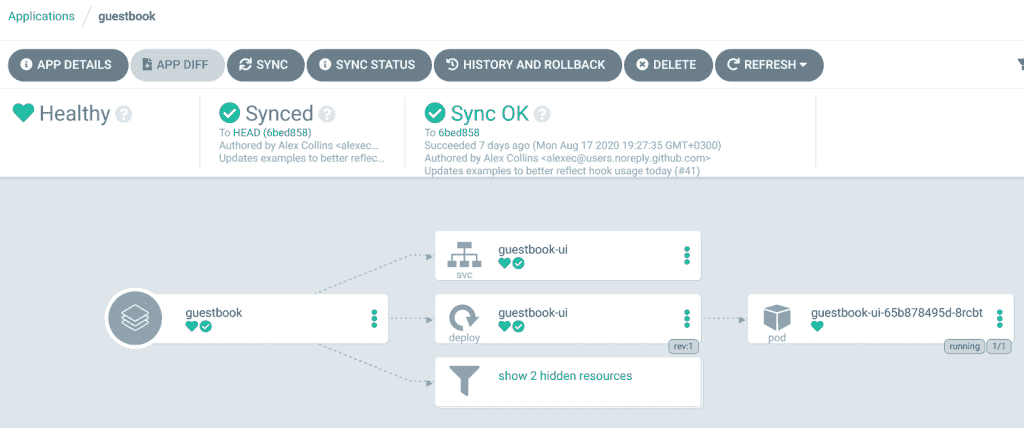 Applications / guestbook
APP DETAILS APP DIFF SYNC SYNC STATUS HISTORY AND ROLLBACK DELETE REFRESH
Healthy ?
Synced ?
To HEAD (6bed858)
Authored by Alex Collins <alexec...
Updates examples to better reflec...
Sync OK ?
To 6bed858
Succeeded 7 days ago (Mon Aug 17 2020 19:27:35 GMT+0300)
Authored by Alex Collins <alexec@users.noreply.github.com>
Updates examples to better reflect hook usage today (#41)
guestbook
guestbook-ui
svc
guestbook-ui
deploy
rev:1
show 2 hidden resources
guestbook-ui-65b878495d-8rcbt
pod
running 1/1